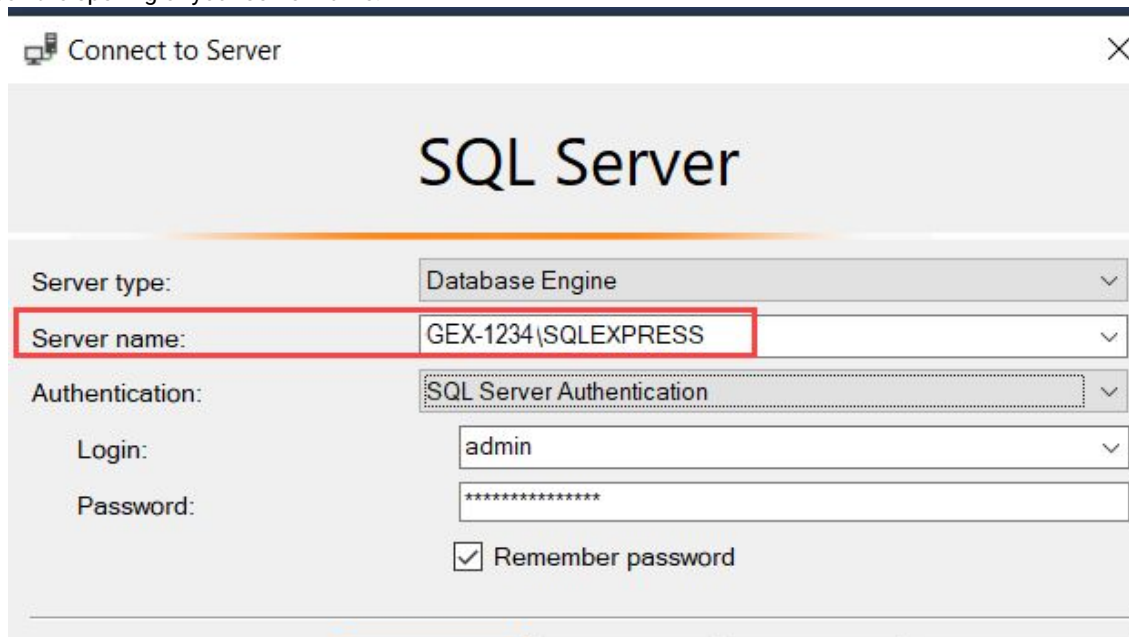 Connect to Server
SQL Server
Server type: Database Engine
Server name: GEX-1234\SQLEXPRESS
Authentication: SQL Server Authentication
Login: admin
Password: ***************
Remember password